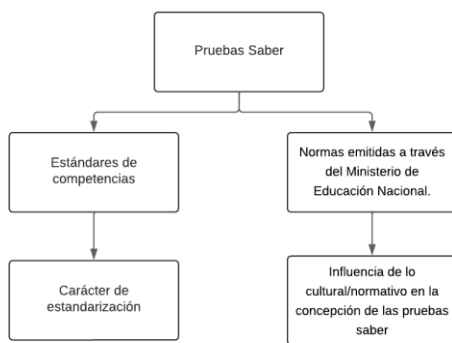 Pruebas Saber
Estándares de
competencias
Normas emitidas a través
del Ministerio de
Educación Nacional.
Carácter de
estandarización
Influencia de lo
cultural/normativo en la
concepción de las pruebas
saber